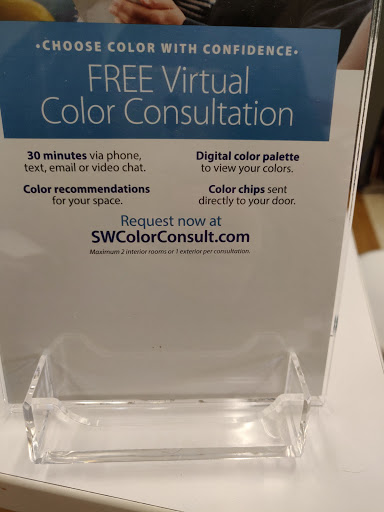 •CHOOSE COLOR WITH CONFIDENCE•
FREE Virtual
Color Consultation
30 minutes via phone,
text, email or video chat.
Digital color palette
to view your colors.
Color recommendations
for your space.
Color chips sent
directly to your door.
Request now at
SWColorConsult.com
Maximum 2 interior rooms or 1 exterior per consultation.